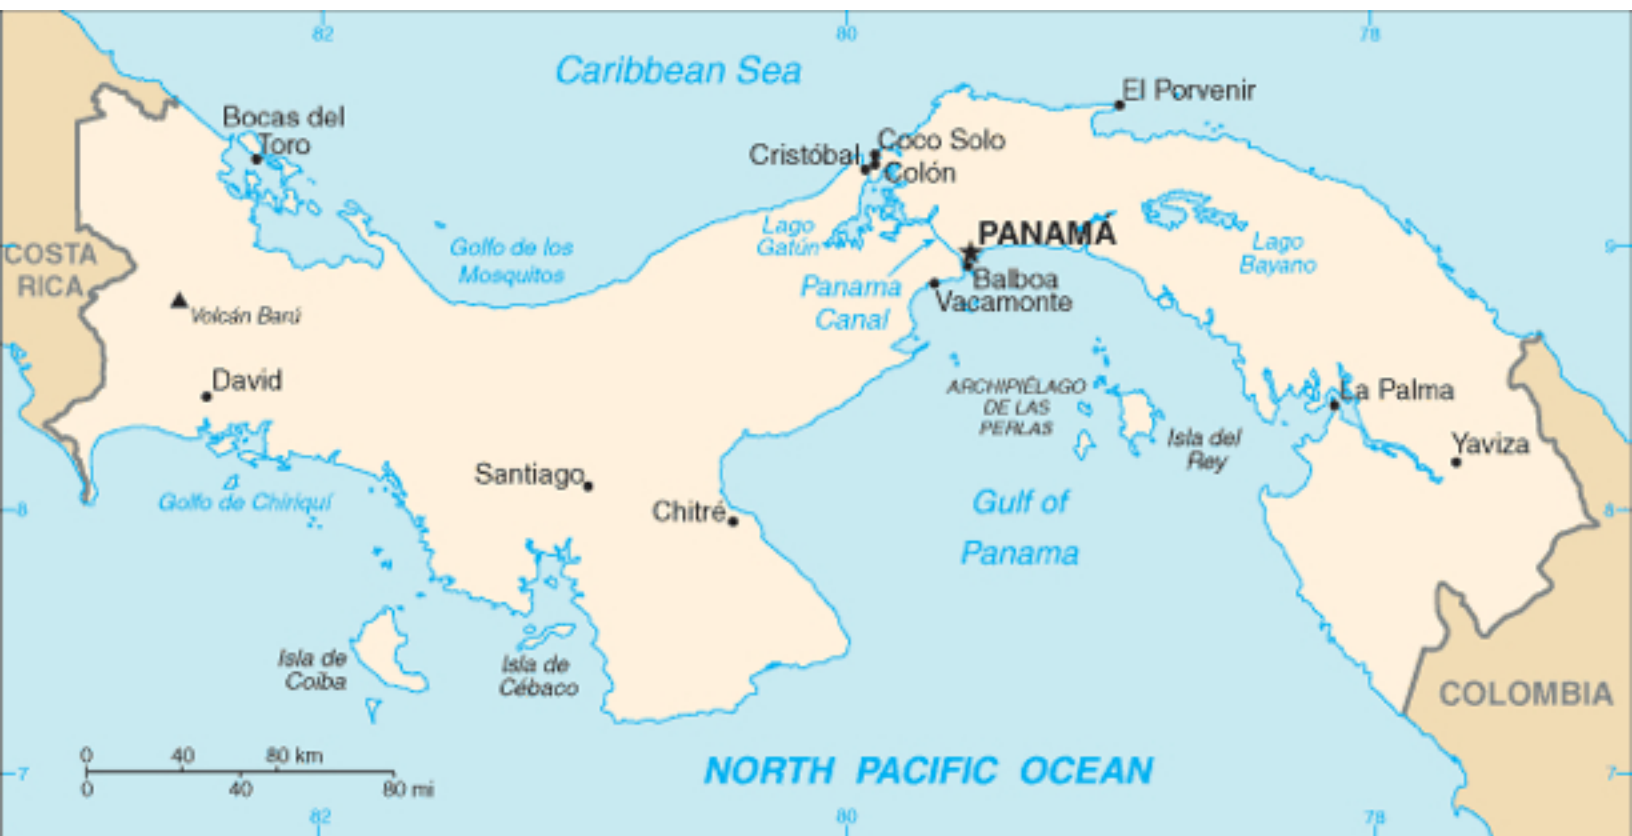 82
80
78
Caribbean Sea
El Porvenir
Bocas del
Toro
Coco Solo
Cristóbal
Colón
Lago
Gatún
PANAMÁ
COSTA
RICA
Golfo de los
Mosquitos
9
Lago
Bayano
Balboa
Panama
Canal
Vacamonte
Volcán Barú
David
ARCHIPIÉLAGO
DE LAS
PERLAS
La Palma
Isla del
Rey
Yaviza
Santiago
Golfo de Chiriquí
Chitré
8
8
Gulf of
Panama
Isla de
Coiba
Isla de
Cébaco
COLOMBIA
0 40 80 km
0 40 80 mi
NORTH PACIFIC OCEAN
7
7
82
80
78